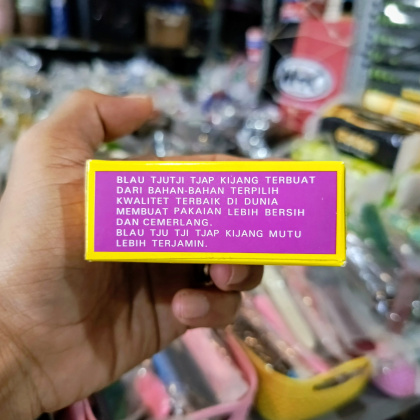 BLAU TJUTJI TJAP KIJANG TERBUAT
DARI BAHAN-BAHAN TERPILIH
KWALITET TERBAIK DI DUNIA
MEMBUAT PAKAIAN LEBIH BERSIH
DAN CEMERLANG.
BLAU TJU TJI TJAP KIJANG MUTU
LEBIH TERJAMIN.